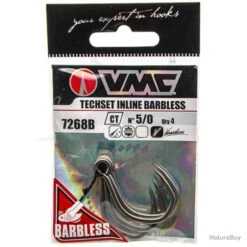 your expert in hooks
VMC
TECHSET INLINE BARBLESS
7268B
CT
N° 5/0
Qty 4
BARBLESS
NaturaBuy